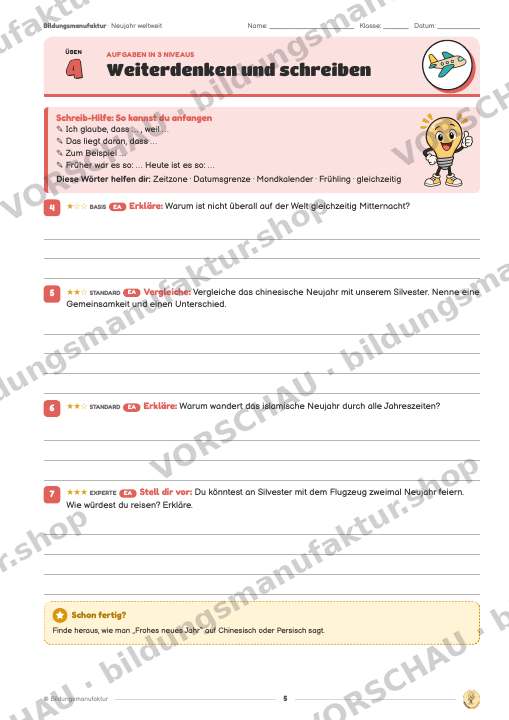 Bildungsmanufaktur · Neujahr weltweit
Name: Klasse: Datum:
ÜBEN
4
AUFGABEN IN 3 NIVEAUS
Weiterdenken und schreiben
Schreib-Hilfe: So kannst du anfangen
✎ Ich glaube, dass … , weil …
✎ Das liegt daran, dass …
✎ Zum Beispiel …
✎ Früher war es so: … Heute ist es so: …
Diese Wörter helfen dir: Zeitzone · Datumsgrenze · Mondkalender · Frühling · gleichzeitig
4 ★☆☆ BASIS EA Erkläre: Warum ist nicht überall auf der Welt gleichzeitig Mitternacht?
5 ★★☆ STANDARD EA Vergleiche: Vergleiche das chinesische Neujahr mit unserem Silvester. Nenne eine
Gemeinsamkeit und einen Unterschied.
6 ★★☆ STANDARD EA Erkläre: Warum wandert das islamische Neujahr durch alle Jahreszeiten?
7 ★★★ EXPERTE EA Stell dir vor: Du könntest an Silvester mit dem Flugzeug zweimal Neujahr feiern.
Wie würdest du reisen? Erkläre.
Schon fertig?
Finde heraus, wie man „Frohes neues Jahr“ auf Chinesisch oder Persisch sagt.
© Bildungsmanufaktur
5
VORSCHAU · bildungsmanufaktur.shop